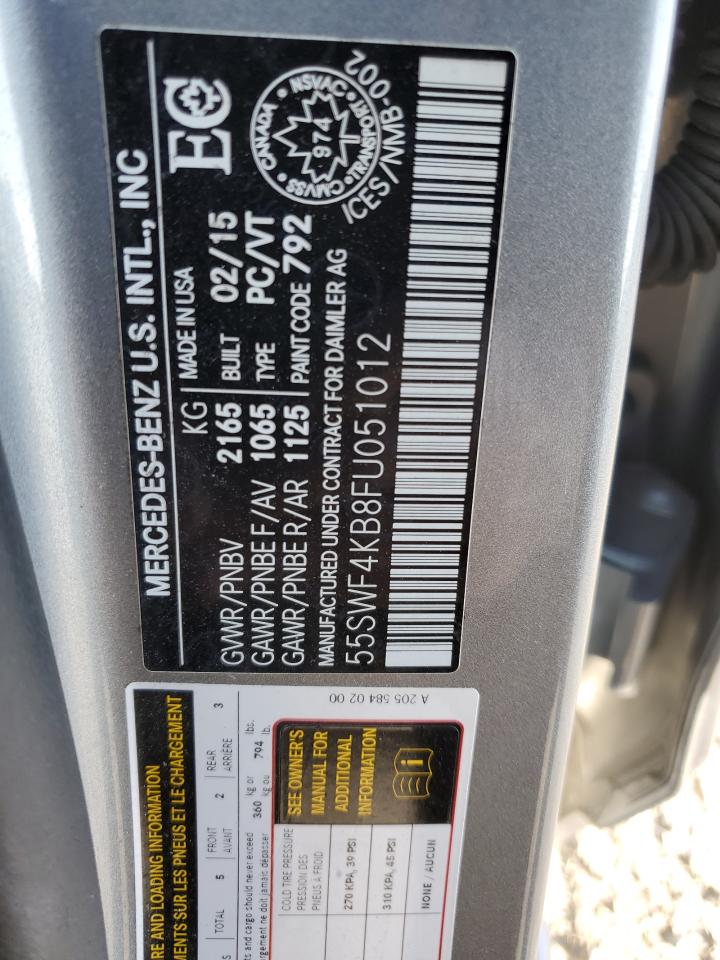 MERCEDES-BENZ U.S. INTL., INC
KG | MADE IN USA
GVWR/PNBV 2165 BUILT 02/15
GAWR/PNBE F/AV 1065 TYPE PC/VT
GAWR/PNBE R/AR 1125 PAINT CODE 792
MANUFACTURED UNDER CONTRACT FOR DAIMLER AG
55SWF4KB8FU051012
EC
CANADA • NSVAC • TRANSPORT • CMVSS
974
ICES/NMB-002
RE AND LOADING INFORMATION
MENTS SUR LES PNEUS ET LE CHARGEMENT
S | TOTAL 5 | FRONT 2 | REAR 3
AVANT ARRIÈRE
ts and cargo should never exceed 360 kg or 794 lbs.
rgement ne doit jamais dépasser kg ou lb.
COLD TIRE PRESSURE
PRESSION DES
PNEUS À FROID
270 KPA, 39 PSI
310 KPA, 45 PSI
NONE / AUCUN
SEE OWNER'S
MANUAL FOR
ADDITIONAL
INFORMATION
i
A 205 584 02 00